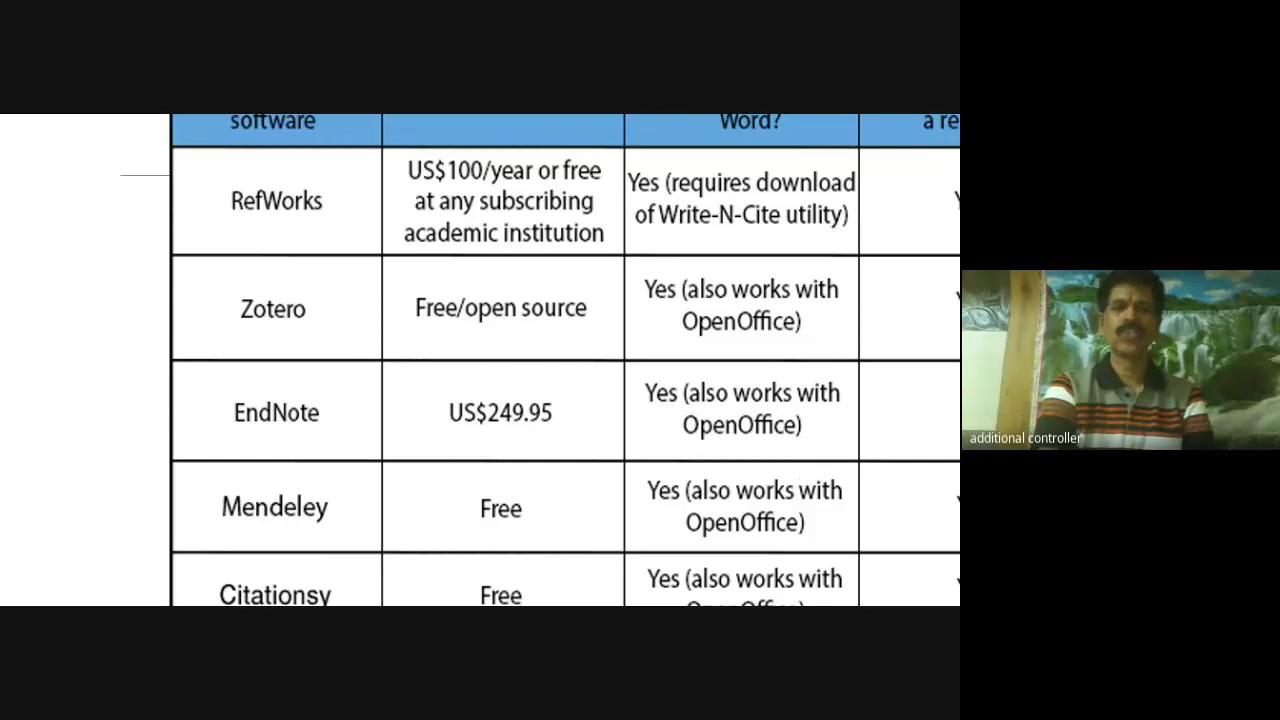 software
Word?
a re
RefWorks
US$100/year or free
at any subscribing
academic institution
Yes (requires download
of Write-N-Cite utility)
Zotero
Free/open source
Yes (also works with
OpenOffice)
EndNote
US$249.95
Yes (also works with
OpenOffice)
Mendeley
Free
Yes (also works with
OpenOffice)
Citationsy
Free
Yes (also works with
OpenOffice)
additional controller